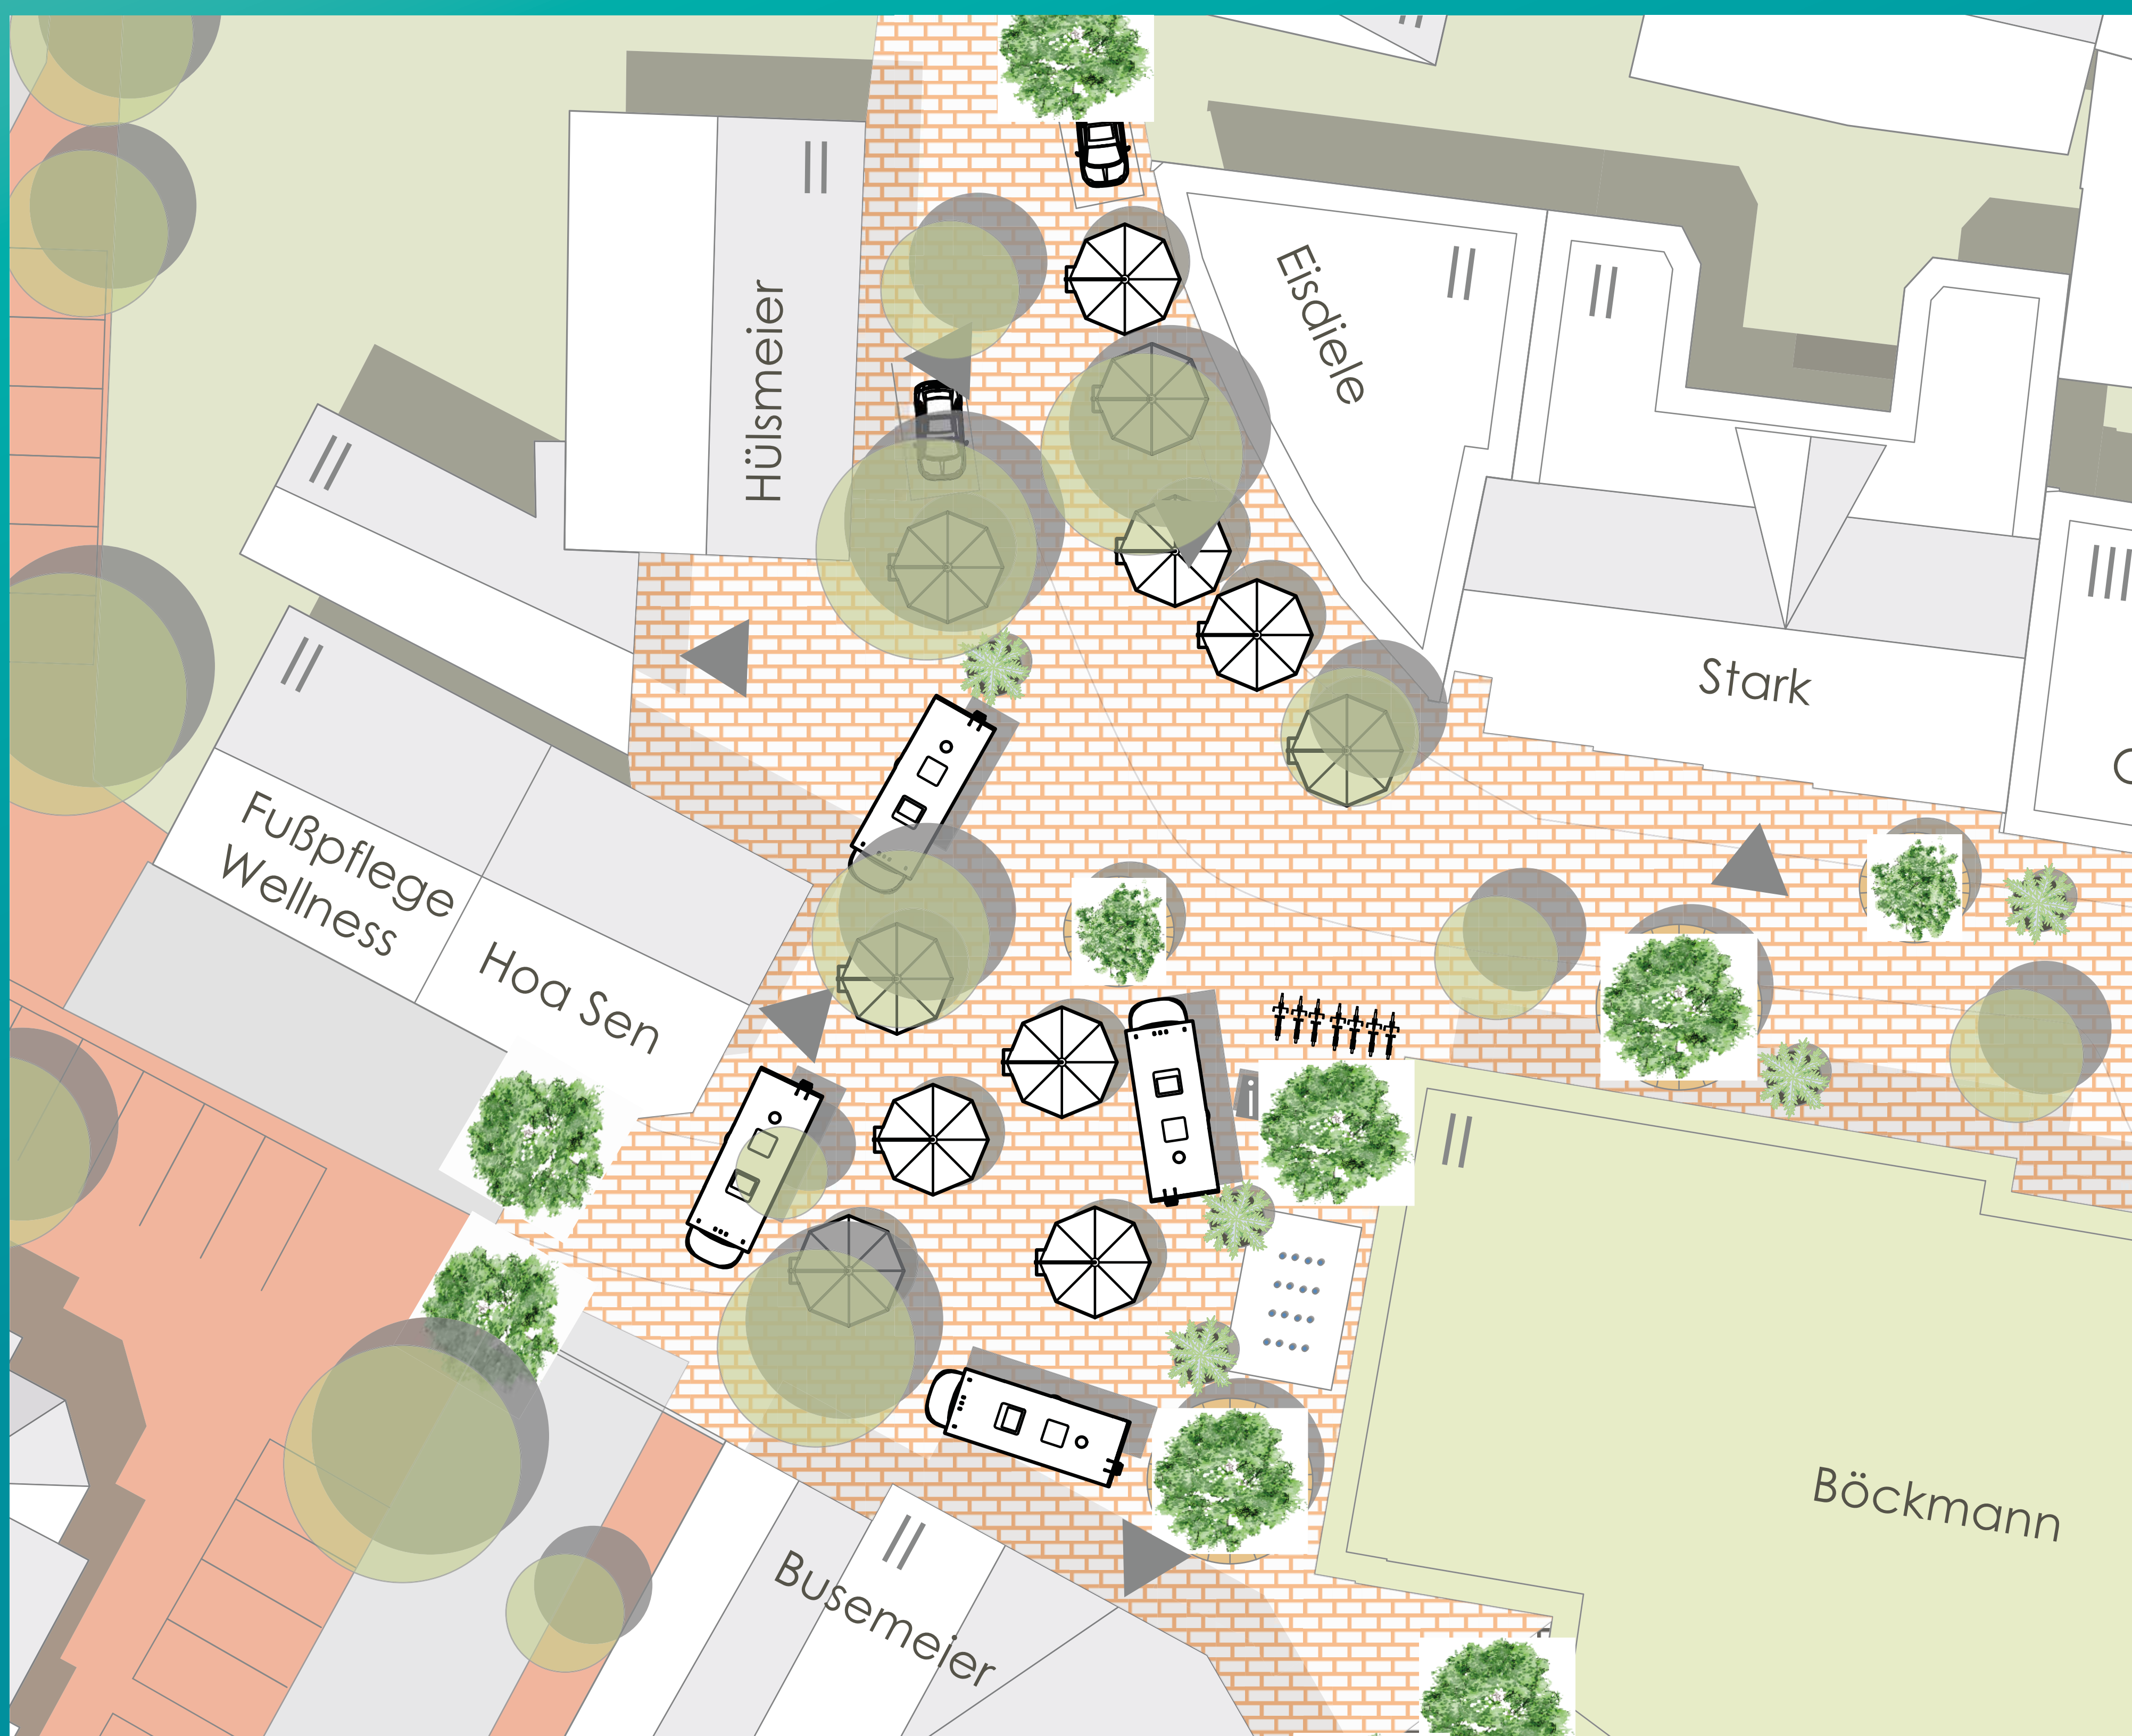 Eisdiele
Hülsmeier
Stark
Fußpflege
Wellness
Hoa Sen
i
Böckmann
Busemeier